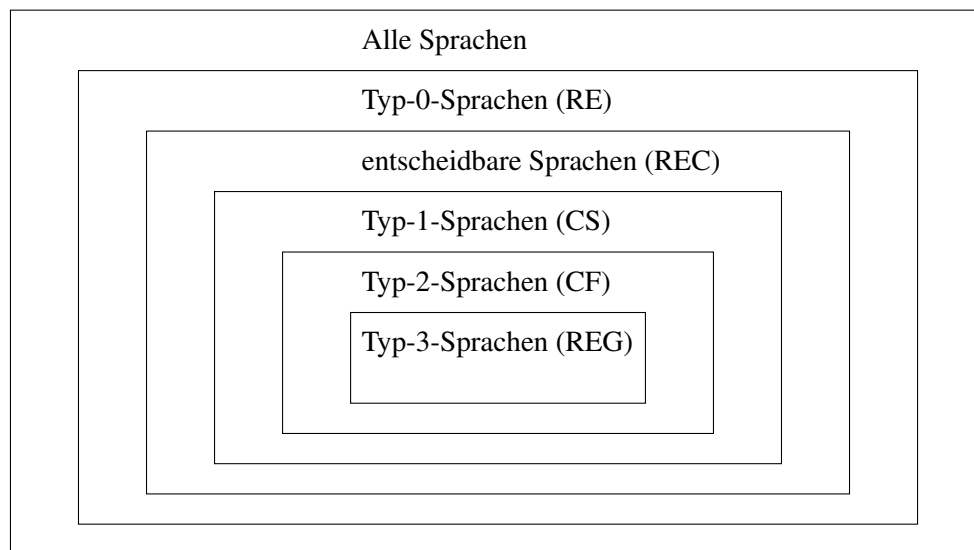 Alle Sprachen
Typ-0-Sprachen (RE)
entscheidbare Sprachen (REC)
Typ-1-Sprachen (CS)
Typ-2-Sprachen (CF)
Typ-3-Sprachen (REG)